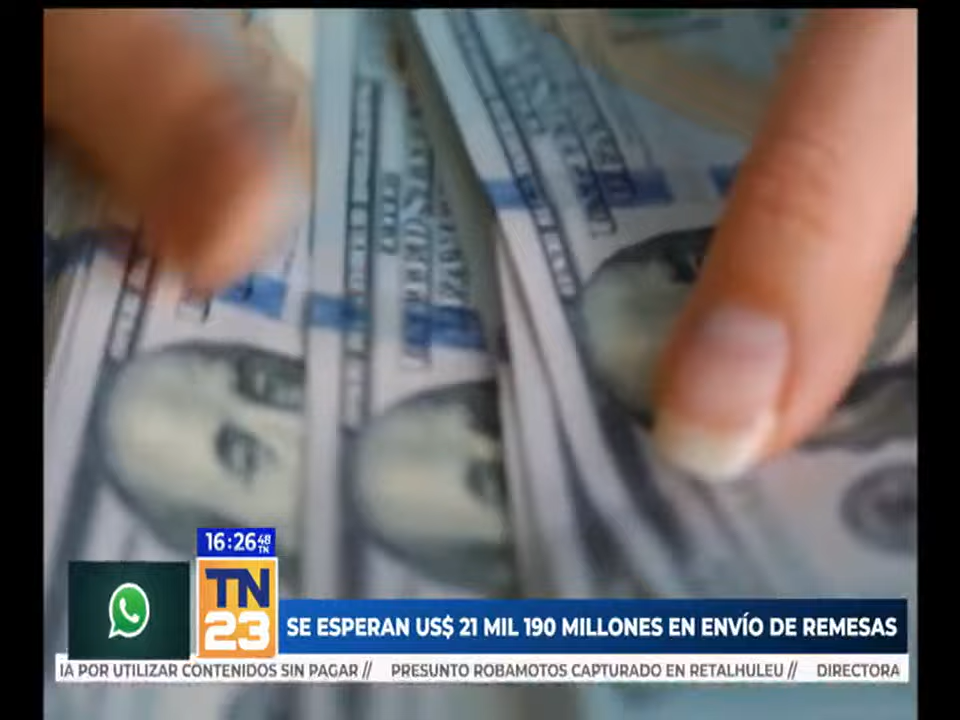 16:26 48
TN
TN
23
SE ESPERAN US$ 21 MIL 190 MILLONES EN ENVÍO DE REMESAS
IA POR UTILIZAR CONTENIDOS SIN PAGAR // PRESUNTO ROBAMOTOS CAPTURADO EN RETALHULEU // DIRECTORA